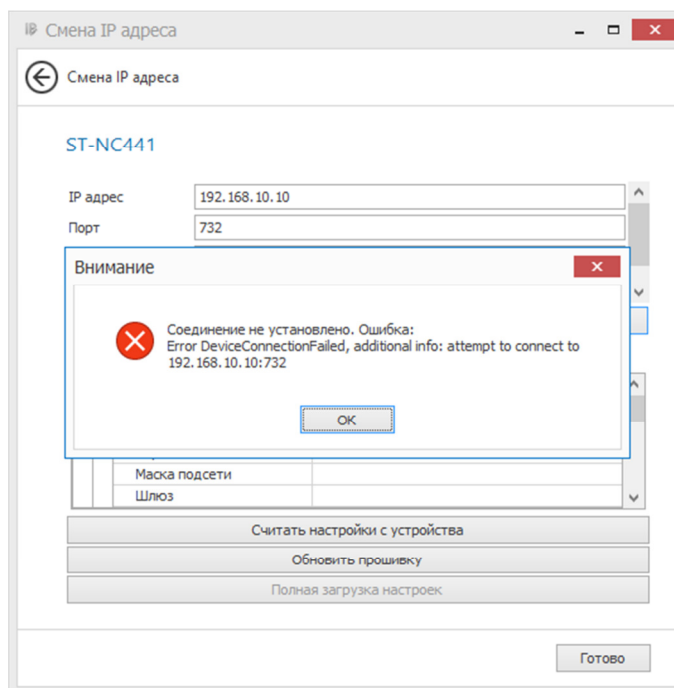 Смена IP адреса
Смена IP адреса
ST-NC441
IP адрес
192.168.10.10
Порт
732
Внимание
Соединение не установлено. Ошибка:
Error DeviceConnectionFailed, additional info: attempt to connect to
192.168.10.10:732
OK
Маска подсети
Шлюз
Считать настройки с устройства
Обновить прошивку
Полная загрузка настроек
Готово